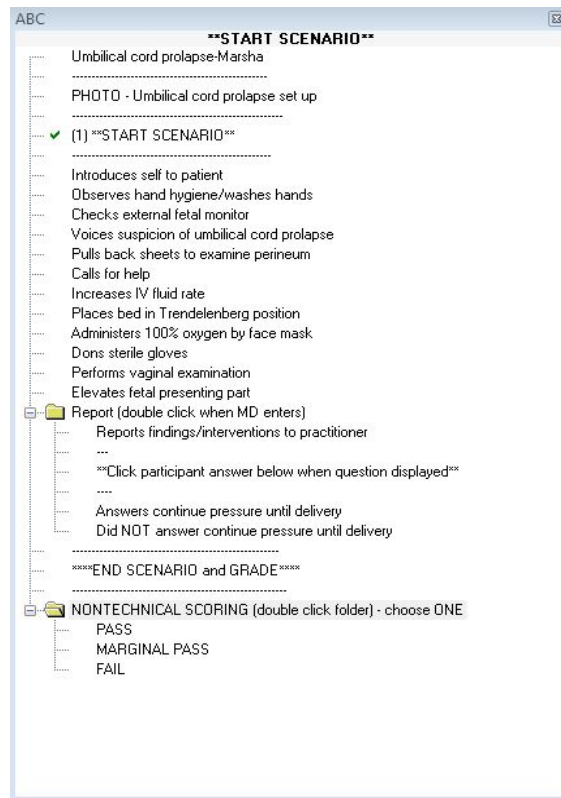 ABC
**START SCENARIO**
Umbilical cord prolapse-Marsha
-------------------------------------------------
PHOTO - Umbilical cord prolapse set up
-----------------------------------------------------
(1) **START SCENARIO**
--------------------------------------------------
Introduces self to patient
Observes hand hygiene/washes hands
Checks external fetal monitor
Voices suspicion of umbilical cord prolapse
Pulls back sheets to examine perineum
Calls for help
Increases IV fluid rate
Places bed in Trendelenberg position
Administers 100% oxygen by face mask
Dons sterile gloves
Performs vaginal examination
Elevates fetal presenting part
Report (double click when MD enters)
Reports findings/interventions to practitioner
---
**Click participant answer below when question displayed**
----
Answers continue pressure until delivery
Did NOT answer continue pressure until delivery
----------------------------------------------------
****END SCENARIO and GRADE****
------------------------------------------------------
NONTECHNICAL SCORING (double click folder) - choose ONE
PASS
MARGINAL PASS
FAIL